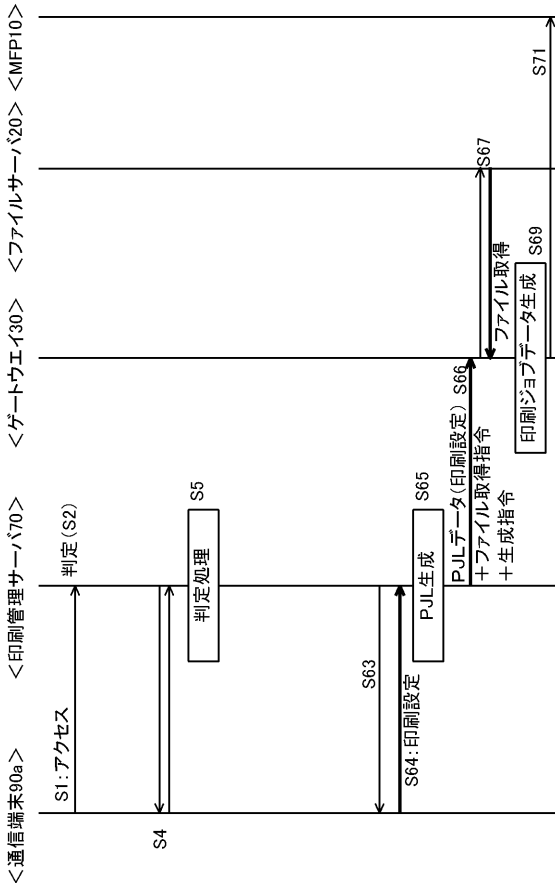 <通信端末90a>
<印刷管理サーバ70>
<ゲートウエイ30>
<ファイルサーバ20>
<MFP10>
S1:アクセス
判定(S2)
S4
判定処理
S5
S63
S64:印刷設定
PJL生成
S65
PJLデータ(印刷設定)
+ファイル取得指令
+生成指令
S66
S67
ファイル取得
印刷ジョブデータ生成
S69
S71